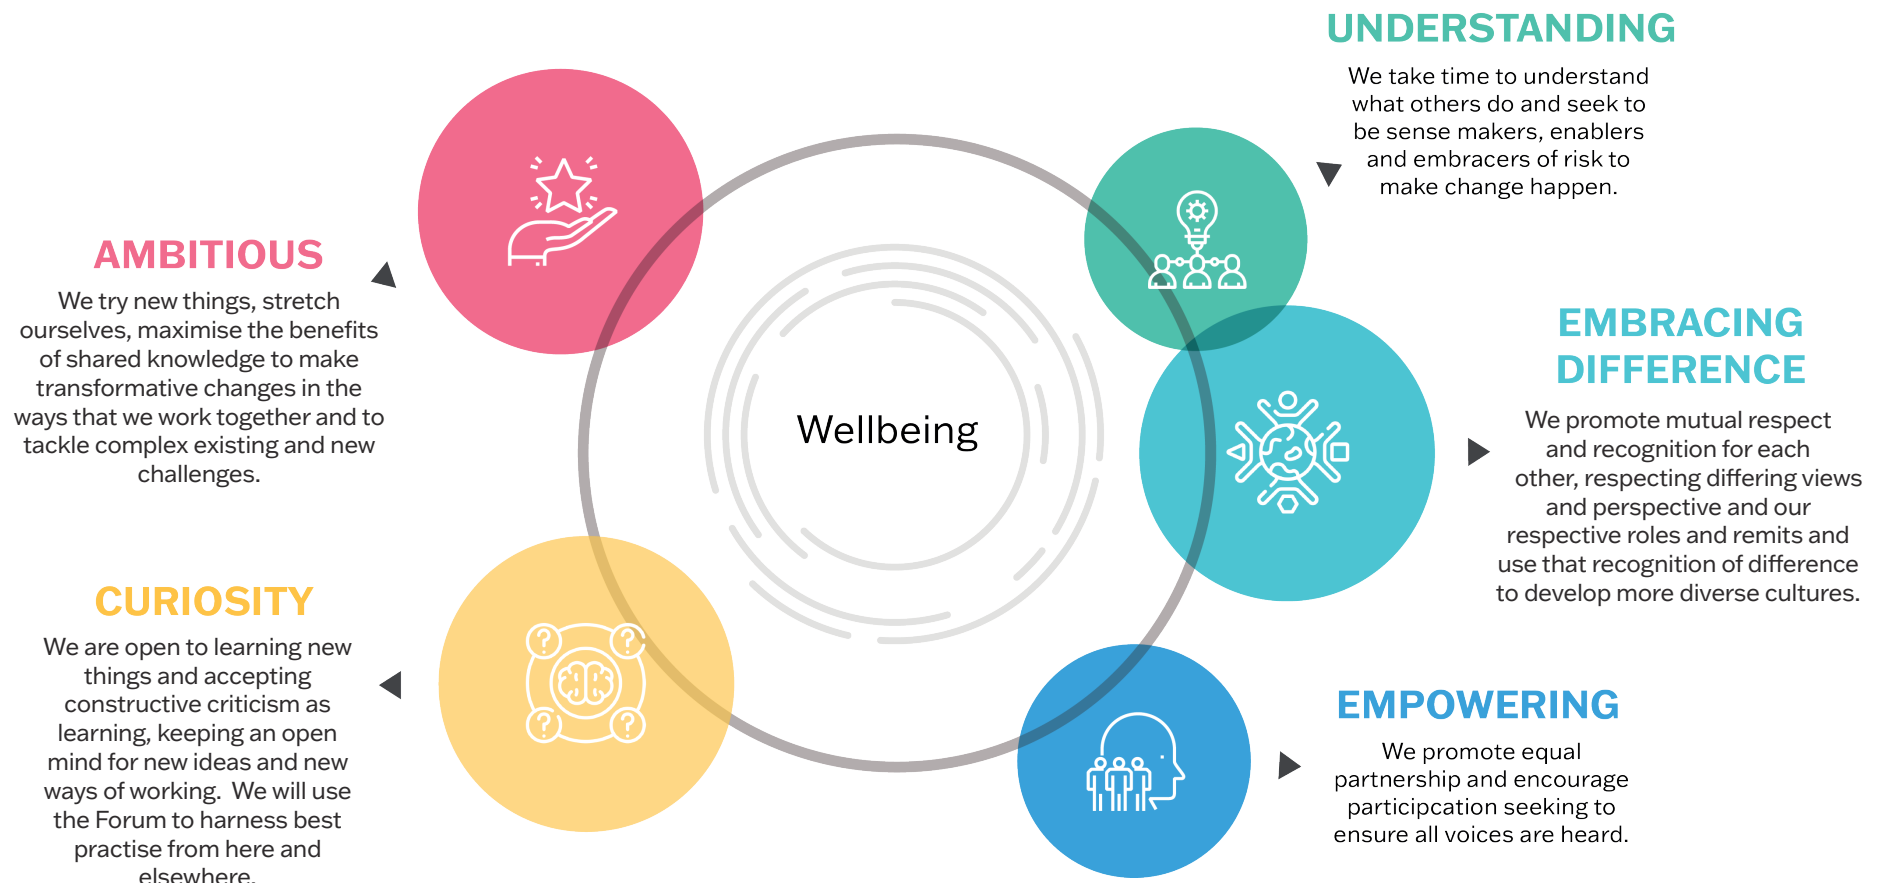 UNDERSTANDING
We take time to understand
what others do and seek to
be sense makers, enablers
and embracers of risk to
make change happen.
AMBITIOUS
We try new things, stretch
ourselves, maximise the benefits
of shared knowledge to make
transformative changes in the
ways that we work together and to
tackle complex existing and new
challenges.
Wellbeing
EMBRACING
DIFFERENCE
We promote mutual respect
and recognition for each
other, respecting differing views
and perspective and our
respective roles and remits and
use that recognition of difference
to develop more diverse cultures.
CURIOSITY
We are open to learning new
things and accepting
constructive criticism as
learning, keeping an open
mind for new ideas and new
ways of working.  We will use
the Forum to harness best
practise from here and
elsewhere.
? ?
? ?
EMPOWERING
We promote equal
partnership and encourage
participcation seeking to
ensure all voices are heard.